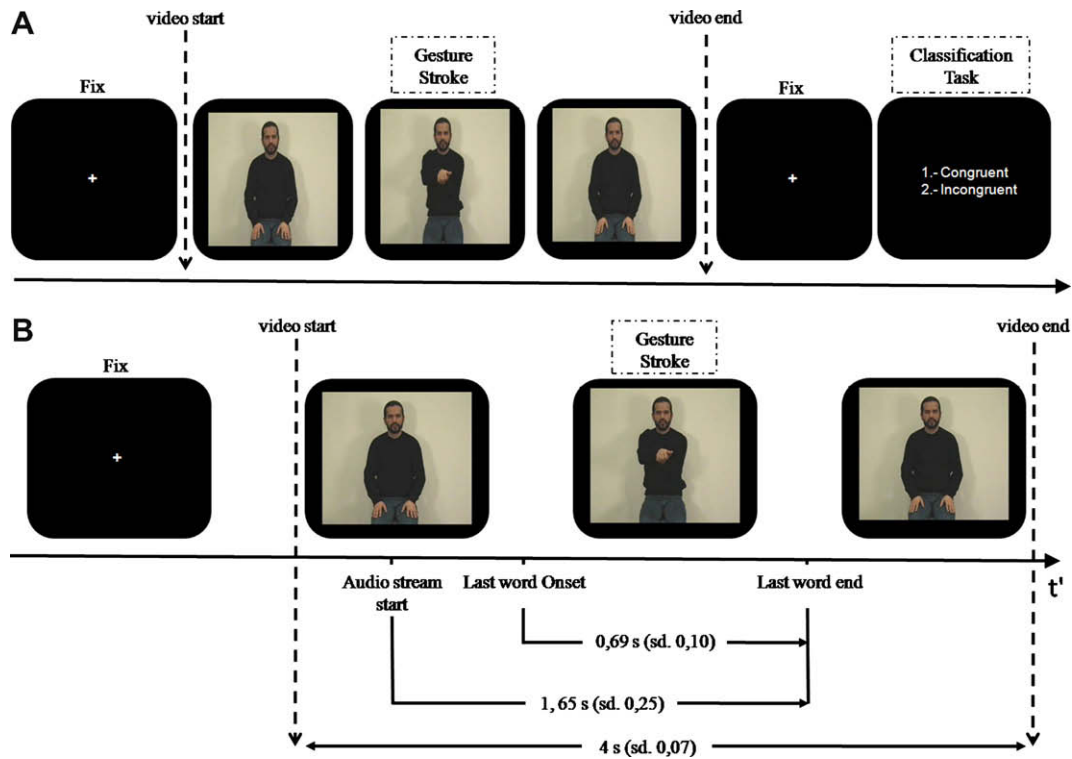 A
video start
video end
Gesture
Stroke
Classification
Task
Fix
Fix
+
+
1.- Congruent
2.- Incongruent
B
video start
video end
Gesture
Stroke
Fix
+
Audio stream
start
Last word Onset
Last word end
t'
0,69 s (sd. 0,10)
1, 65 s (sd. 0,25)
4 s (sd. 0,07)